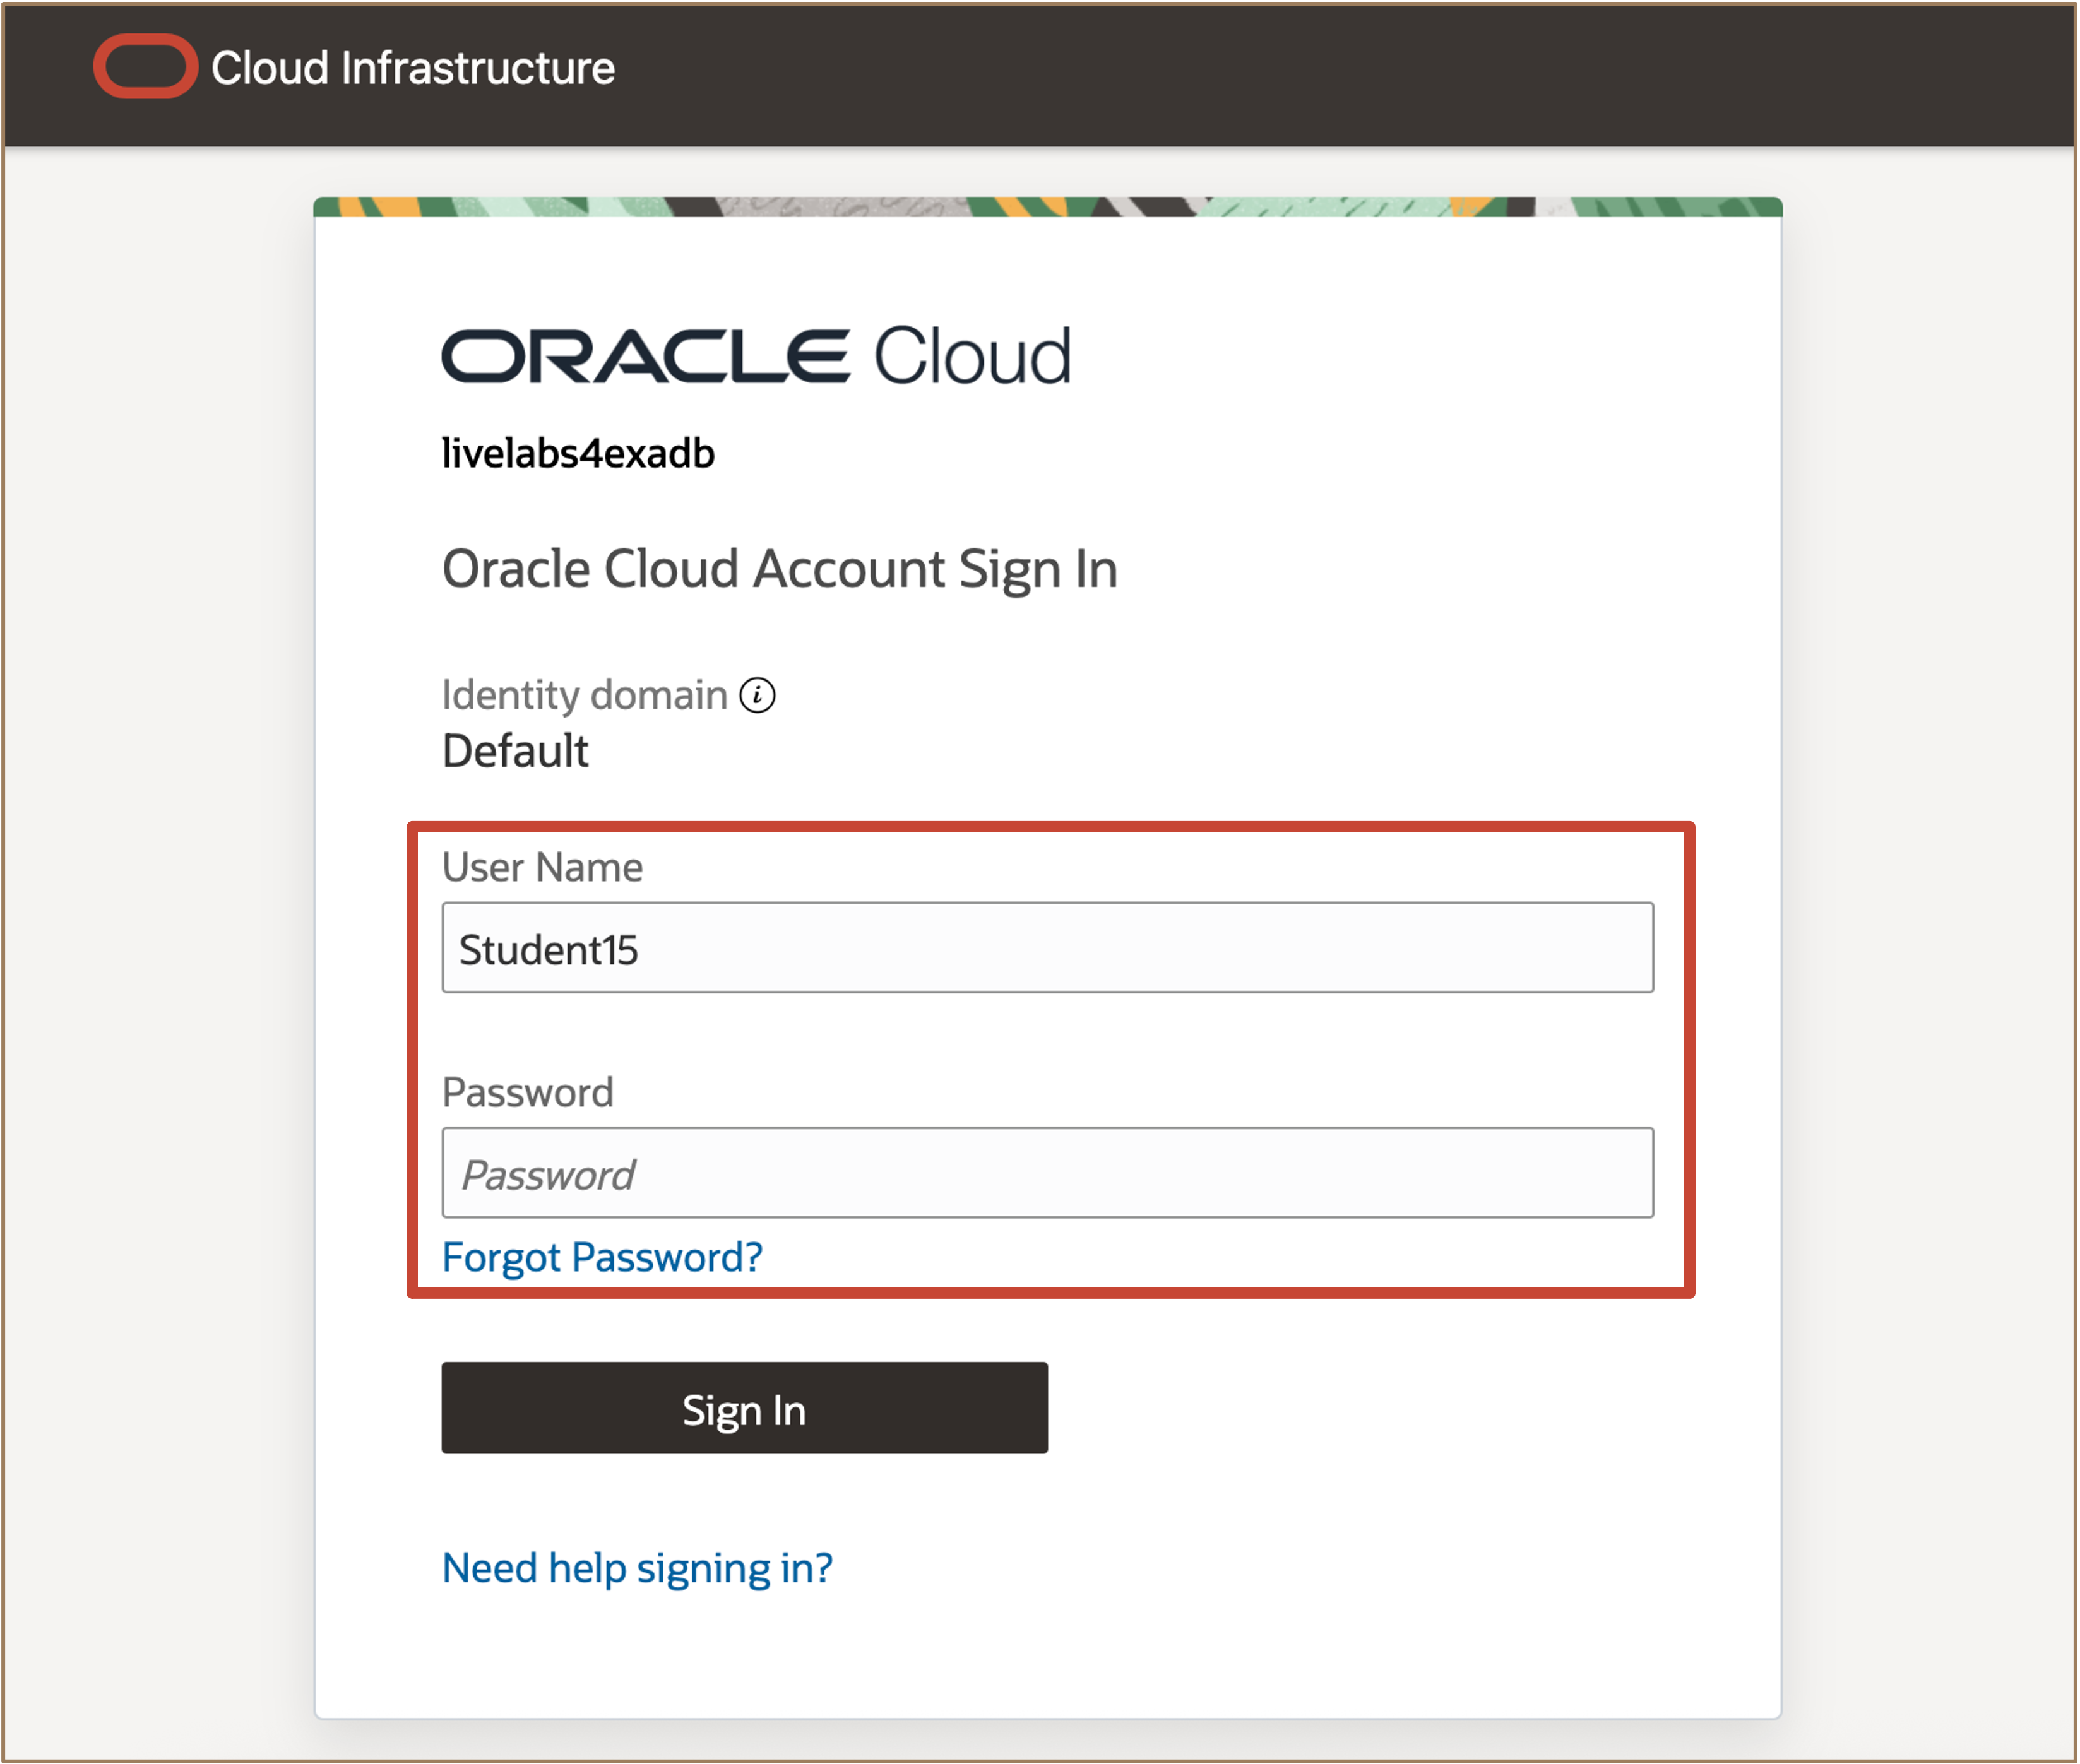 Cloud Infrastructure
ORACLE Cloud
livelabs4exadb
Oracle Cloud Account Sign In
Identity domain i
Default
User Name
Student15
Password
Password
Forgot Password?
Sign In
Need help signing in?